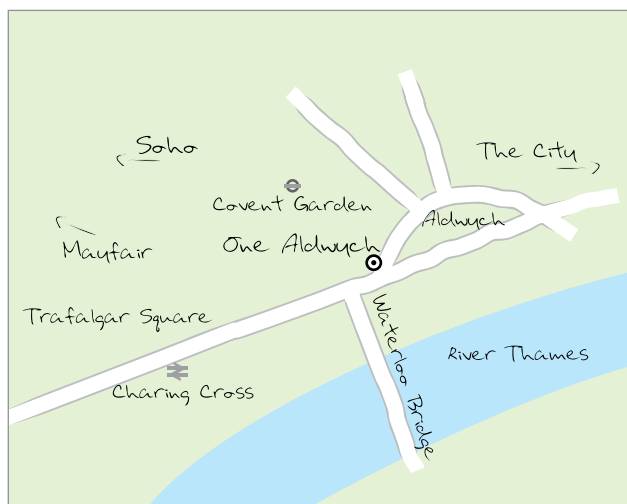 Soho
The City
Covent Garden
Aldwych
Mayfair
One Aldwych
Trafalgar Square
Waterloo Bridge
River Thames
Charing Cross